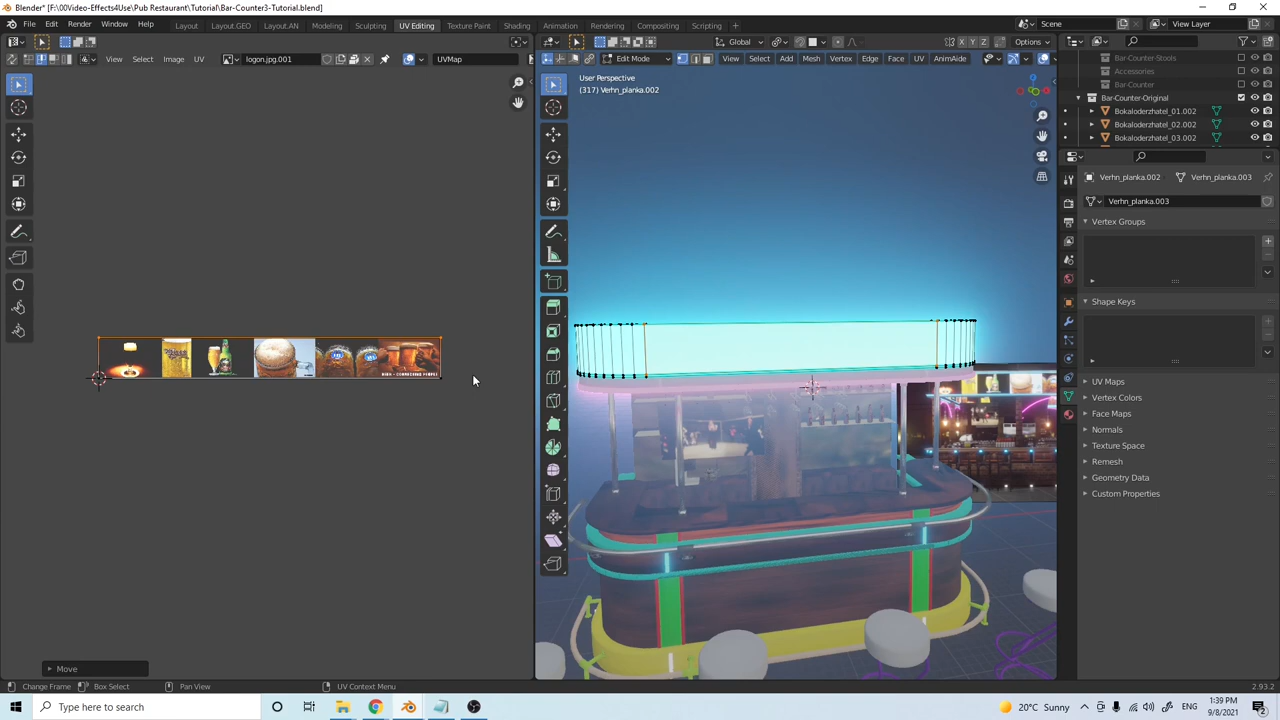 Blender* [F:\00Video-Effects4Use\Pub Restaurant\Tutorial\Bar-Counter3-Tutorial.blend]
File Edit Render Window Help Layout Layout.GEO Layout.AN Modeling Sculpting UV Editing Texture Paint Shading Animation Rendering Compositing Scripting Scene View Layer
Global X Y Z Options
View Select Image UV logon.jpg.001 UVMap Edit Mode View Select Add Mesh Vertex Edge Face UV AnimAide
User Perspective
(317) Verhn_planka.002
Bar-Counter-Stools
Accessories
Bar-Counter
Bar-Counter-Original
Bokaloderzhatel_01.002
Bokaloderzhatel_02.002
Bokaloderzhatel_03.002
Verhn_planka.002 Verhn_planka.003
Verhn_planka.003
Vertex Groups
Shape Keys
UV Maps
Vertex Colors
Face Maps
Normals
Texture Space
Remesh
Geometry Data
Custom Properties
Move
Change Frame Box Select Pan View UV Context Menu 2.93.2
Type here to search 20°C Sunny 1:39 PM
9/8/2021